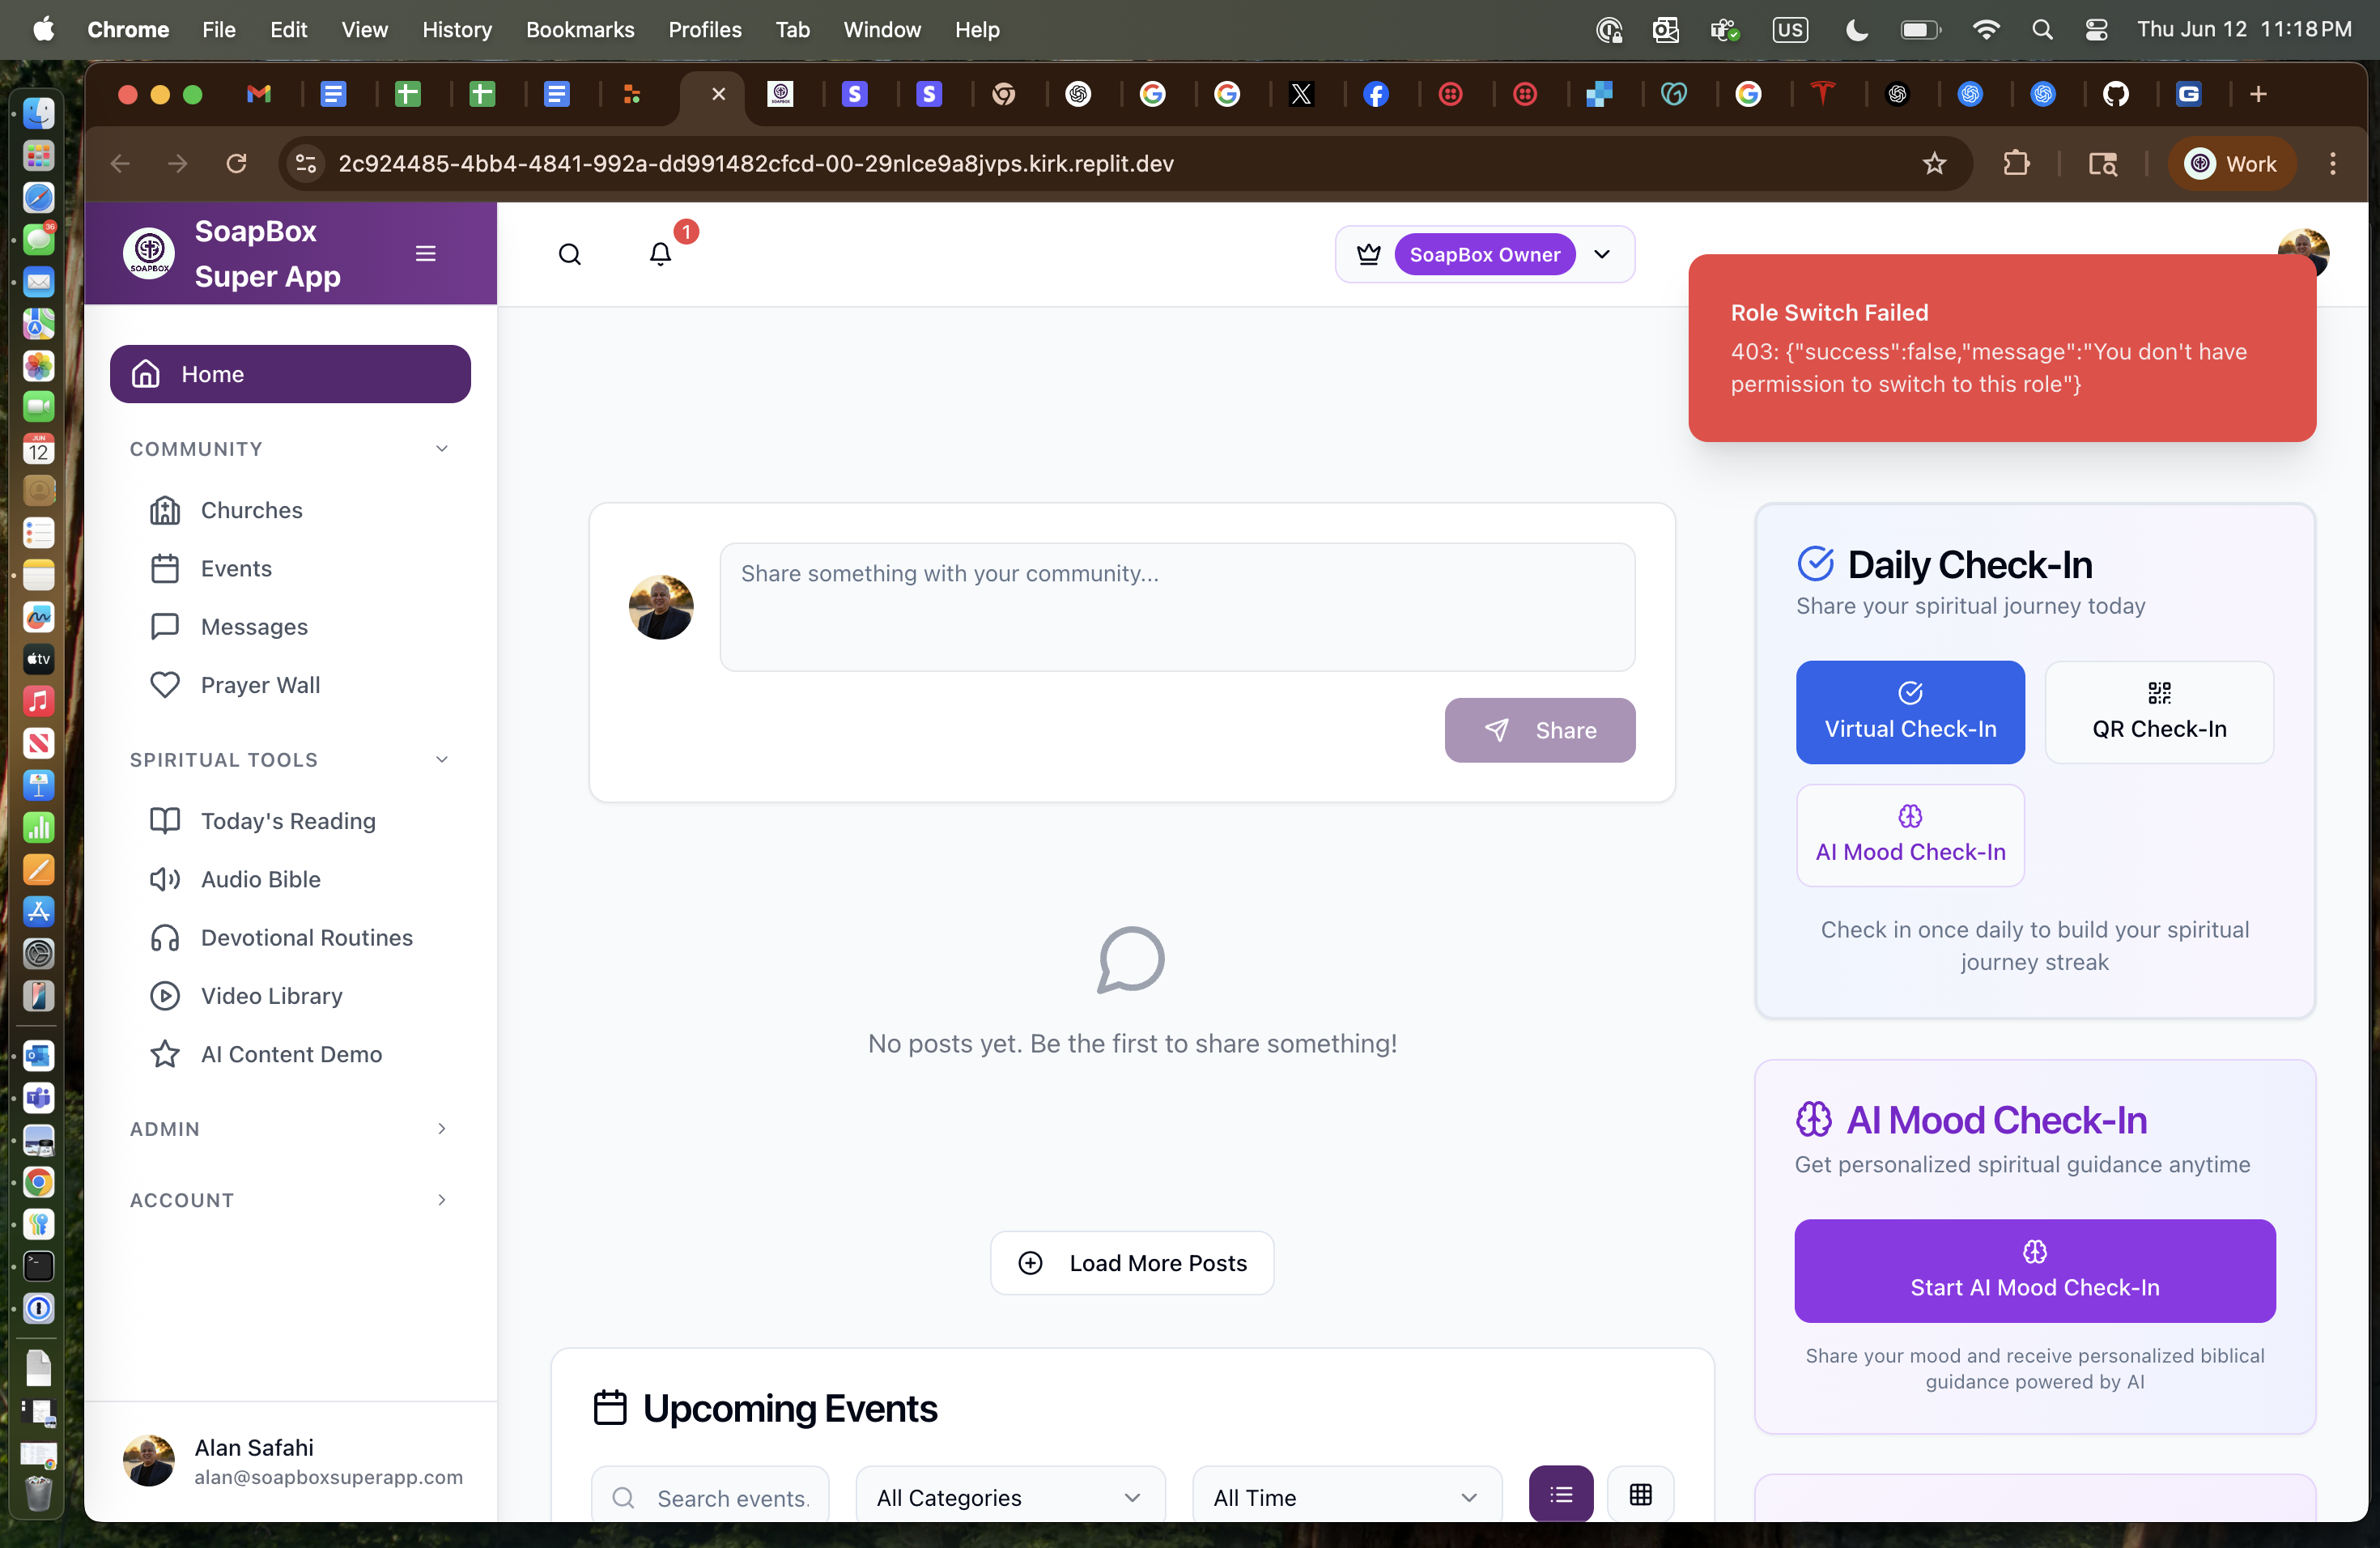 Chrome File Edit View History Bookmarks Profiles Tab Window Help US Thu Jun 12 11:18 PM
2c924485-4bb4-4841-992a-dd991482cfcd-00-29nlce9a8jvps.kirk.replit.dev
Work
SoapBox
Super App
1
SoapBox Owner
Role Switch Failed
403: {"success":false,"message":"You don't have
permission to switch to this role"}
Home
COMMUNITY
Churches
Events
Messages
Prayer Wall
SPIRITUAL TOOLS
Today's Reading
Audio Bible
Devotional Routines
Video Library
AI Content Demo
ADMIN
ACCOUNT
Alan Safahi
alan@soapboxsuperapp.com
Share something with your community...
Share
No posts yet. Be the first to share something!
Load More Posts
Upcoming Events
Search events.
All Categories
All Time
Daily Check-In
Share your spiritual journey today
Virtual Check-In
QR Check-In
AI Mood Check-In
Check in once daily to build your spiritual
journey streak
AI Mood Check-In
Get personalized spiritual guidance anytime
Start AI Mood Check-In
Share your mood and receive personalized biblical
guidance powered by AI
SOAPBOX
36
JUN
12
tv